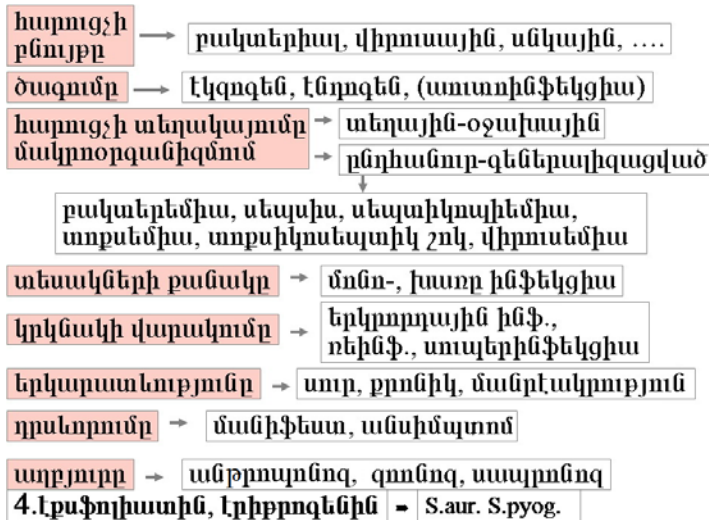 հարուցչի
բնույթը → բակտերիալ, վիրուսային, սնկային, ….
ծագումը → էկզոգեն, էնդոգեն, (աուտոինֆեկցիա)
հարուցչի տեղակայումը → տեղային-օջախային
մակրոօրգանիզմում → ընդհանուր-գեներալիզացված
բակտերեմիա, սեպսիս, սեպտիկոպիեմիա,
տոքսեմիա, տոքսիկոսեպտիկ շոկ, վիրուսեմիա
տեսակների քանակը → մոնո-, խառը ինֆեկցիա
կրկնակի վարակումը → երկրորդային ինֆ.,
ռեինֆ., սուպերինֆեկցիա
երկարատևությունը → սուր, քրոնիկ, մանրէակրություն
դրսևորումը → մանիֆեստ, անսիմպտոմ
աղբյուրը → անթրոպոնոզ, զոոնոզ, սապրոնոզ
4.էքսֆոլիատին, էրիթրոգենին ➨ S.aur. S.pyog.